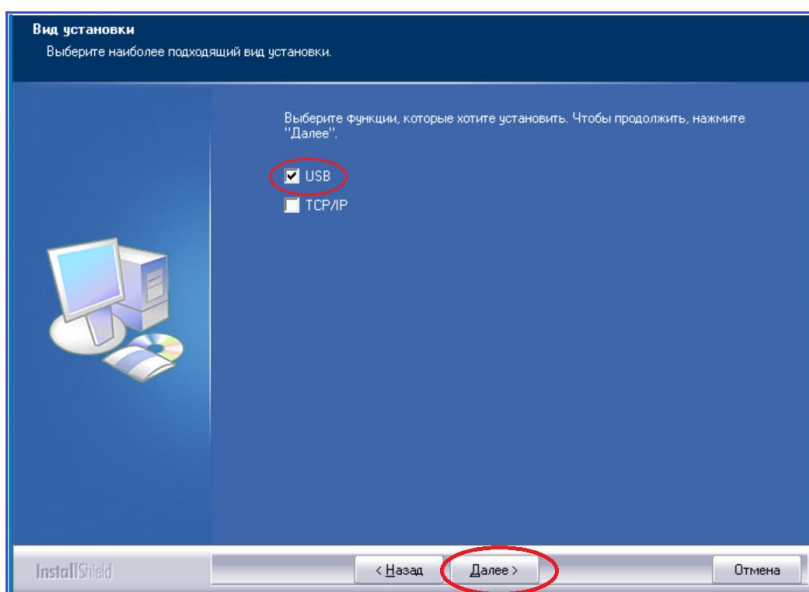 Вид установки
Выберите наиболее подходящий вид установки.
Выберите функции, которые хотите установить. Чтобы продолжить, нажмите
"Далее".
USB
TCP/IP
InstallShield
< Назад
Далее >
Отмена